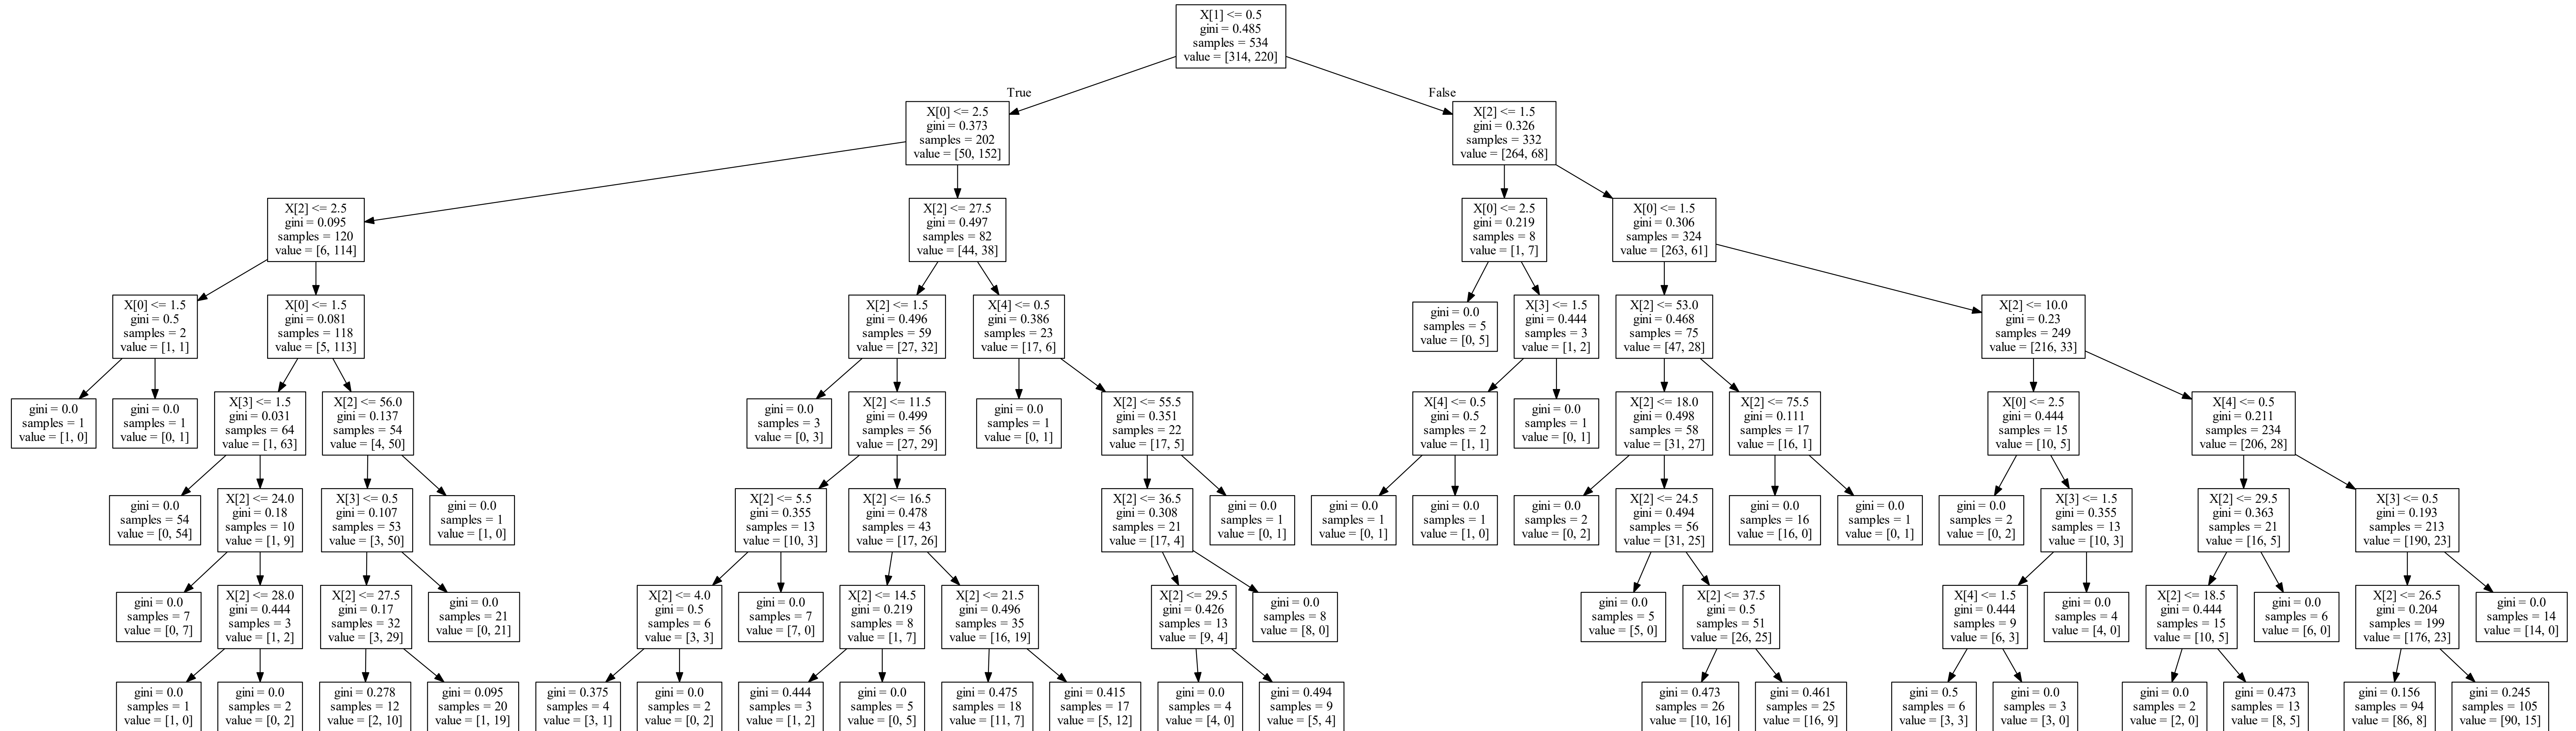 X[1] <= 0.5
gini = 0.485
samples = 534
value = [314, 220]
True
False
X[0] <= 2.5
gini = 0.373
samples = 202
value = [50, 152]
X[2] <= 1.5
gini = 0.326
samples = 332
value = [264, 68]
X[2] <= 2.5
gini = 0.095
samples = 120
value = [6, 114]
X[2] <= 27.5
gini = 0.497
samples = 82
value = [44, 38]
X[0] <= 2.5
gini = 0.219
samples = 8
value = [1, 7]
X[0] <= 1.5
gini = 0.306
samples = 324
value = [263, 61]
X[0] <= 1.5
gini = 0.5
samples = 2
value = [1, 1]
X[0] <= 1.5
gini = 0.081
samples = 118
value = [5, 113]
X[2] <= 1.5
gini = 0.496
samples = 59
value = [27, 32]
X[4] <= 0.5
gini = 0.386
samples = 23
value = [17, 6]
gini = 0.0
samples = 5
value = [0, 5]
X[3] <= 1.5
gini = 0.444
samples = 3
value = [1, 2]
X[2] <= 53.0
gini = 0.468
samples = 75
value = [47, 28]
X[2] <= 10.0
gini = 0.23
samples = 249
value = [216, 33]
gini = 0.0
samples = 1
value = [1, 0]
gini = 0.0
samples = 1
value = [0, 1]
X[3] <= 1.5
gini = 0.031
samples = 64
value = [1, 63]
X[2] <= 56.0
gini = 0.137
samples = 54
value = [4, 50]
gini = 0.0
samples = 3
value = [0, 3]
X[2] <= 11.5
gini = 0.499
samples = 56
value = [27, 29]
gini = 0.0
samples = 1
value = [0, 1]
X[2] <= 55.5
gini = 0.351
samples = 22
value = [17, 5]
X[4] <= 0.5
gini = 0.5
samples = 2
value = [1, 1]
gini = 0.0
samples = 1
value = [0, 1]
X[2] <= 18.0
gini = 0.498
samples = 58
value = [31, 27]
X[2] <= 75.5
gini = 0.111
samples = 17
value = [16, 1]
X[0] <= 2.5
gini = 0.444
samples = 15
value = [10, 5]
X[4] <= 0.5
gini = 0.211
samples = 234
value = [206, 28]
gini = 0.0
samples = 54
value = [0, 54]
X[2] <= 24.0
gini = 0.18
samples = 10
value = [1, 9]
X[3] <= 0.5
gini = 0.107
samples = 53
value = [3, 50]
gini = 0.0
samples = 1
value = [1, 0]
X[2] <= 5.5
gini = 0.355
samples = 13
value = [10, 3]
X[2] <= 16.5
gini = 0.478
samples = 43
value = [17, 26]
X[2] <= 36.5
gini = 0.308
samples = 21
value = [17, 4]
gini = 0.0
samples = 1
value = [0, 1]
gini = 0.0
samples = 1
value = [0, 1]
gini = 0.0
samples = 1
value = [1, 0]
gini = 0.0
samples = 2
value = [0, 2]
X[2] <= 24.5
gini = 0.494
samples = 56
value = [31, 25]
gini = 0.0
samples = 16
value = [16, 0]
gini = 0.0
samples = 1
value = [0, 1]
gini = 0.0
samples = 2
value = [0, 2]
X[3] <= 1.5
gini = 0.355
samples = 13
value = [10, 3]
X[2] <= 29.5
gini = 0.363
samples = 21
value = [16, 5]
X[3] <= 0.5
gini = 0.193
samples = 213
value = [190, 23]
gini = 0.0
samples = 7
value = [0, 7]
X[2] <= 28.0
gini = 0.444
samples = 3
value = [1, 2]
X[2] <= 27.5
gini = 0.17
samples = 32
value = [3, 29]
gini = 0.0
samples = 21
value = [0, 21]
X[2] <= 4.0
gini = 0.5
samples = 6
value = [3, 3]
gini = 0.0
samples = 7
value = [7, 0]
X[2] <= 14.5
gini = 0.219
samples = 8
value = [1, 7]
X[2] <= 21.5
gini = 0.496
samples = 35
value = [16, 19]
X[2] <= 29.5
gini = 0.426
samples = 13
value = [9, 4]
gini = 0.0
samples = 8
value = [8, 0]
gini = 0.0
samples = 5
value = [5, 0]
X[2] <= 37.5
gini = 0.5
samples = 51
value = [26, 25]
X[4] <= 1.5
gini = 0.444
samples = 9
value = [6, 3]
gini = 0.0
samples = 4
value = [4, 0]
X[2] <= 18.5
gini = 0.444
samples = 15
value = [10, 5]
gini = 0.0
samples = 6
value = [6, 0]
X[2] <= 26.5
gini = 0.204
samples = 199
value = [176, 23]
gini = 0.0
samples = 14
value = [14, 0]
gini = 0.0
samples = 1
value = [1, 0]
gini = 0.0
samples = 2
value = [0, 2]
gini = 0.278
samples = 12
value = [2, 10]
gini = 0.095
samples = 20
value = [1, 19]
gini = 0.375
samples = 4
value = [3, 1]
gini = 0.0
samples = 2
value = [0, 2]
gini = 0.444
samples = 3
value = [1, 2]
gini = 0.0
samples = 5
value = [0, 5]
gini = 0.475
samples = 18
value = [11, 7]
gini = 0.415
samples = 17
value = [5, 12]
gini = 0.0
samples = 4
value = [4, 0]
gini = 0.494
samples = 9
value = [5, 4]
gini = 0.473
samples = 26
value = [10, 16]
gini = 0.461
samples = 25
value = [16, 9]
gini = 0.5
samples = 6
value = [3, 3]
gini = 0.0
samples = 3
value = [3, 0]
gini = 0.0
samples = 2
value = [2, 0]
gini = 0.473
samples = 13
value = [8, 5]
gini = 0.156
samples = 94
value = [86, 8]
gini = 0.245
samples = 105
value = [90, 15]